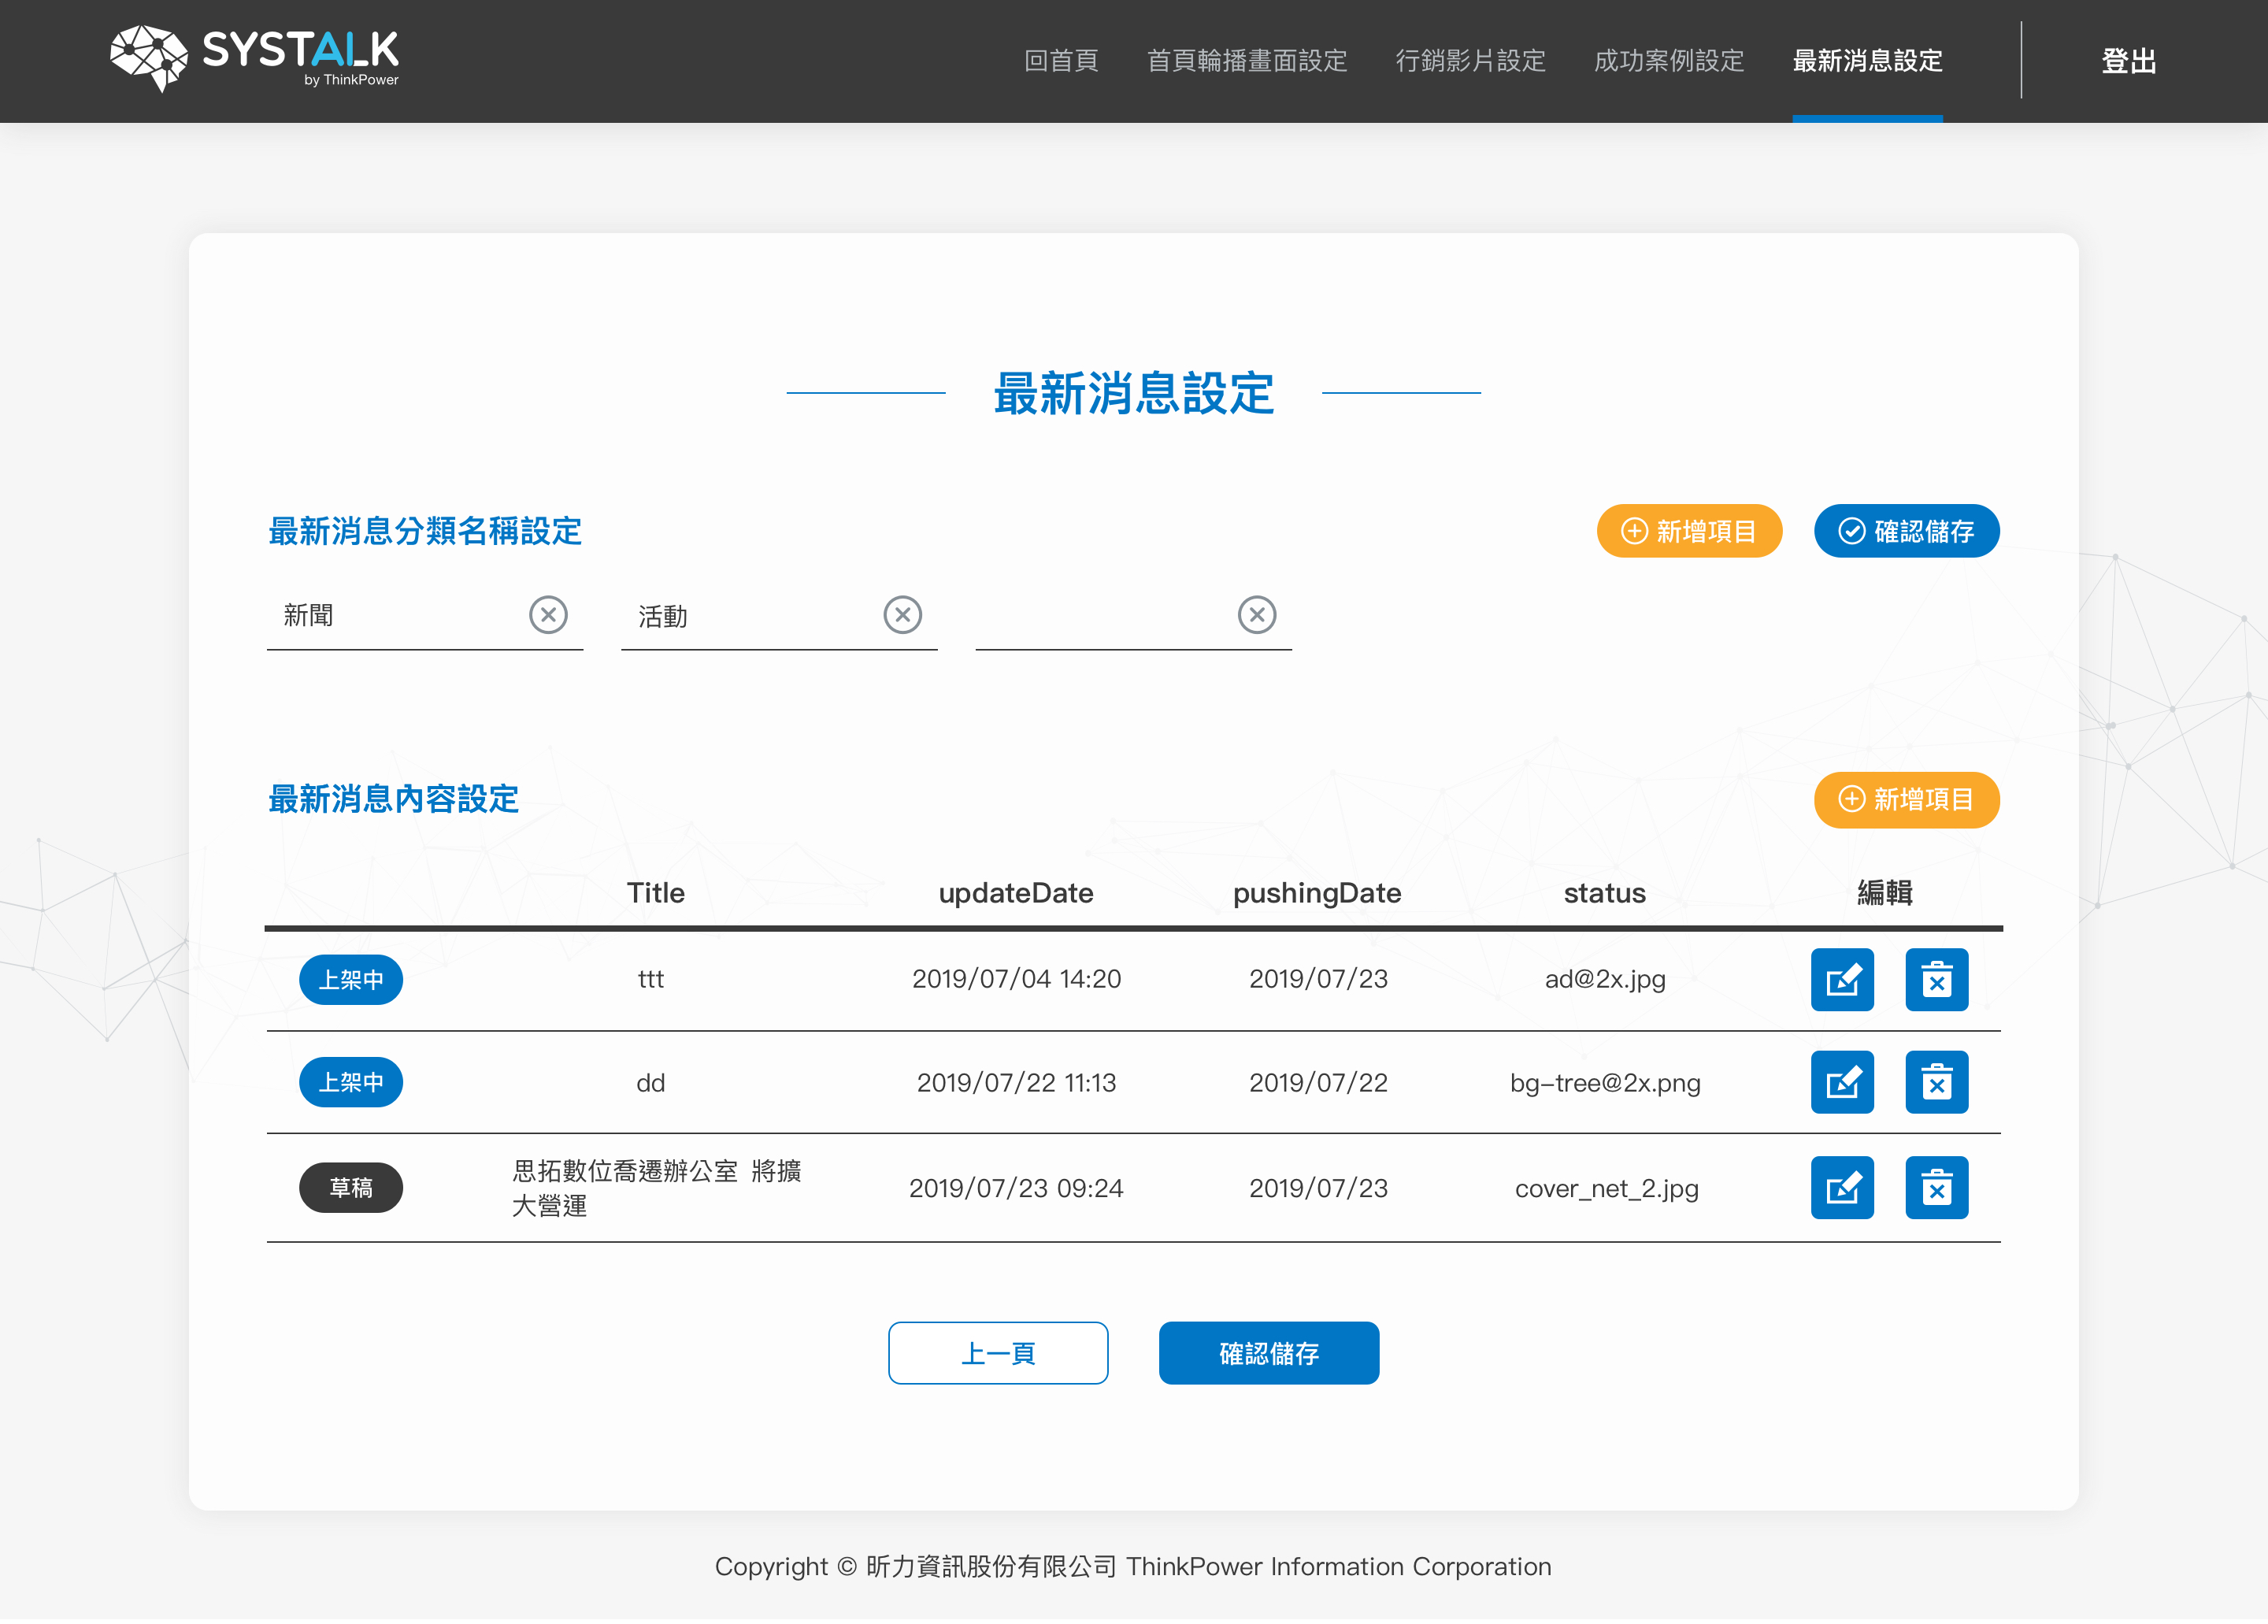 SYSTALK
by ThinkPower
回首頁 首頁輪播畫面設定 行銷影片設定 成功案例設定 最新消息設定 登出
最新消息設定
最新消息分類名稱設定 新增項目 確認儲存
新聞 活動
最新消息內容設定 新增項目
Title updateDate pushingDate status 編輯
上架中 ttt 2019/07/04 14:20 2019/07/23 ad@2x.jpg
上架中 dd 2019/07/22 11:13 2019/07/22 bg-tree@2x.png
草稿 思拓數位喬遷辦公室 將擴
大營運 2019/07/23 09:24 2019/07/23 cover_net_2.jpg
上一頁 確認儲存
Copyright © 昕力資訊股份有限公司 ThinkPower Information Corporation